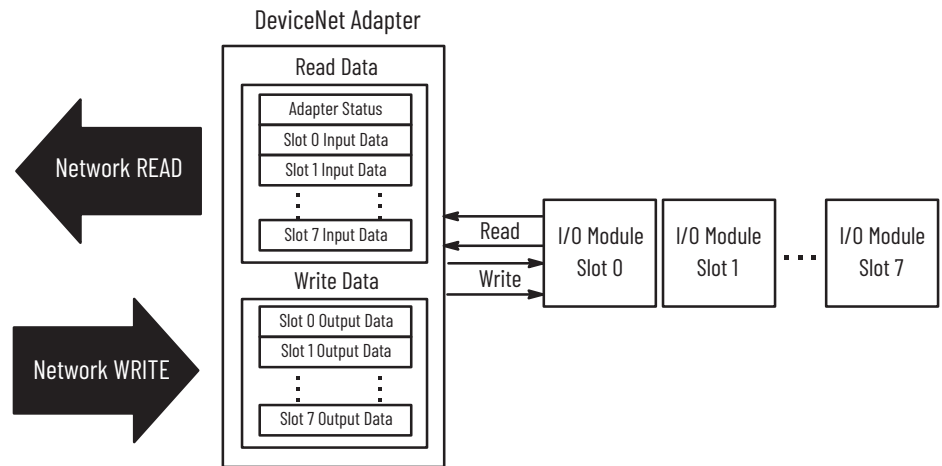 DeviceNet Adapter
Read Data
Adapter Status
Slot 0 Input Data
Slot 1 Input Data
Slot 7 Input Data
Network READ
Read
Write
I/O Module
Slot 0
I/O Module
Slot 1
I/O Module
Slot 7
Write Data
Slot 0 Output Data
Slot 1 Output Data
Slot 7 Output Data
Network WRITE